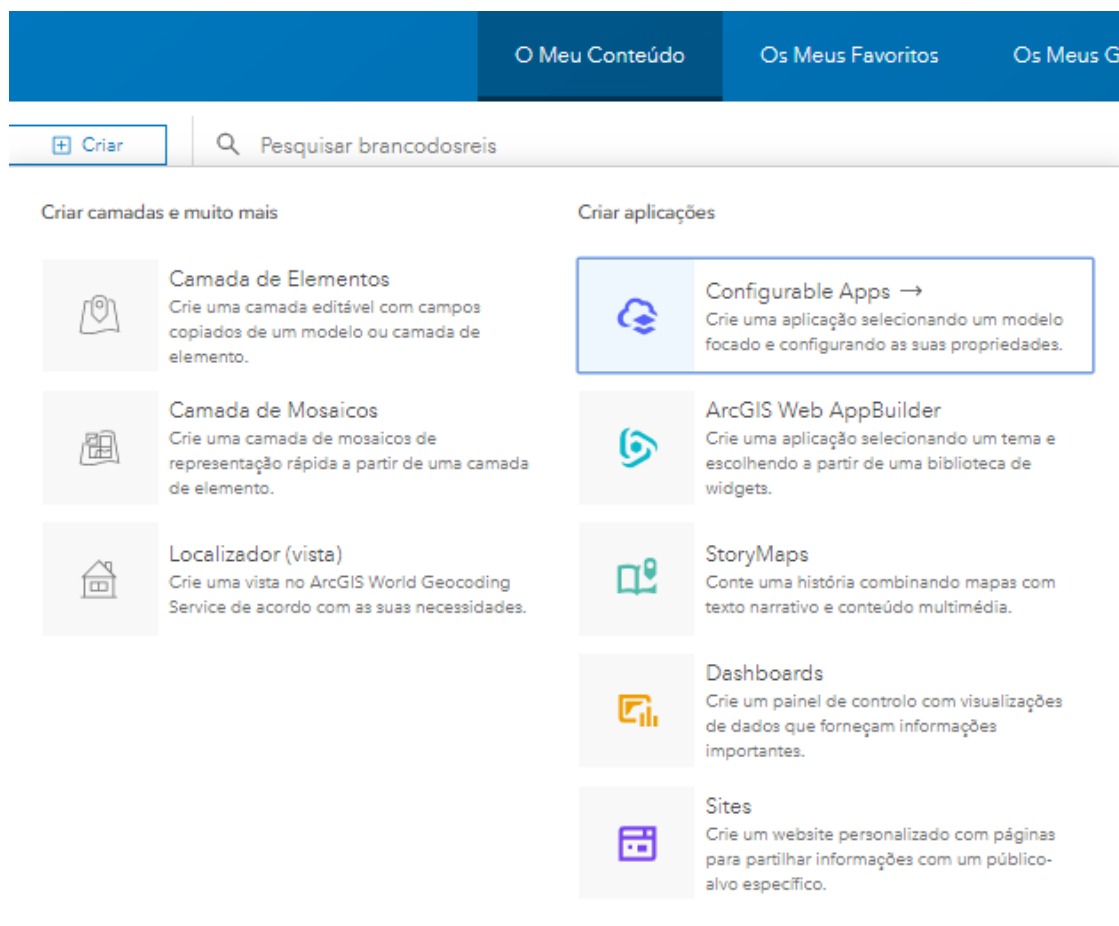 O Meu Conteúdo
Os Meus Favoritos
Os Meus G
Criar
Pesquisar brancodosreis
Criar camadas e muito mais
Camada de Elementos
Crie uma camada editável com campos
copiados de um modelo ou camada de
elemento.
Camada de Mosaicos
Crie uma camada de mosaicos de
representação rápida a partir de uma camada
de elemento.
Localizador (vista)
Crie uma vista no ArcGIS World Geocoding
Service de acordo com as suas necessidades.
Criar aplicações
Configurable Apps →
Crie uma aplicação selecionando um modelo
focado e configurando as suas propriedades.
ArcGIS Web AppBuilder
Crie uma aplicação selecionando um tema e
escolhendo a partir de uma biblioteca de
widgets.
StoryMaps
Conte uma história combinando mapas com
texto narrativo e conteúdo multimédia.
Dashboards
Crie um painel de controlo com visualizações
de dados que forneçam informações
importantes.
Sites
Crie um website personalizado com páginas
para partilhar informações com um público-
alvo específico.